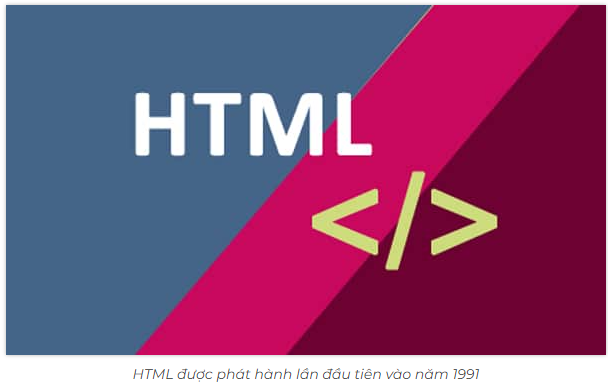 HTML
</>
HTML được phát hành lần đầu tiên vào năm 1991